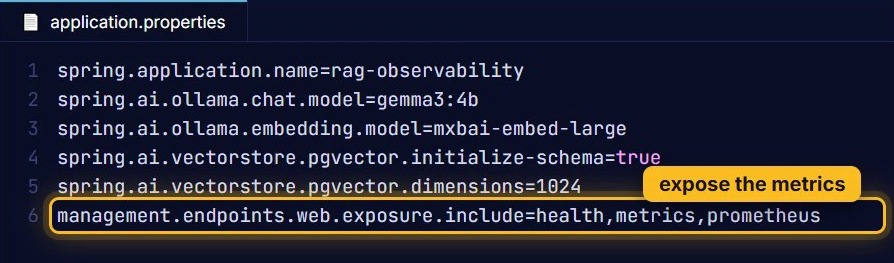 application.properties
1 spring.application.name=rag-observability
2 spring.ai.ollama.chat.model=gemma3:4b
3 spring.ai.ollama.embedding.model=mxbai-embed-large
4 spring.ai.vectorstore.pgvector.initialize-schema=true
5 spring.ai.vectorstore.pgvector.dimensions=1024
expose the metrics
6 management.endpoints.web.exposure.include=health,metrics,prometheus